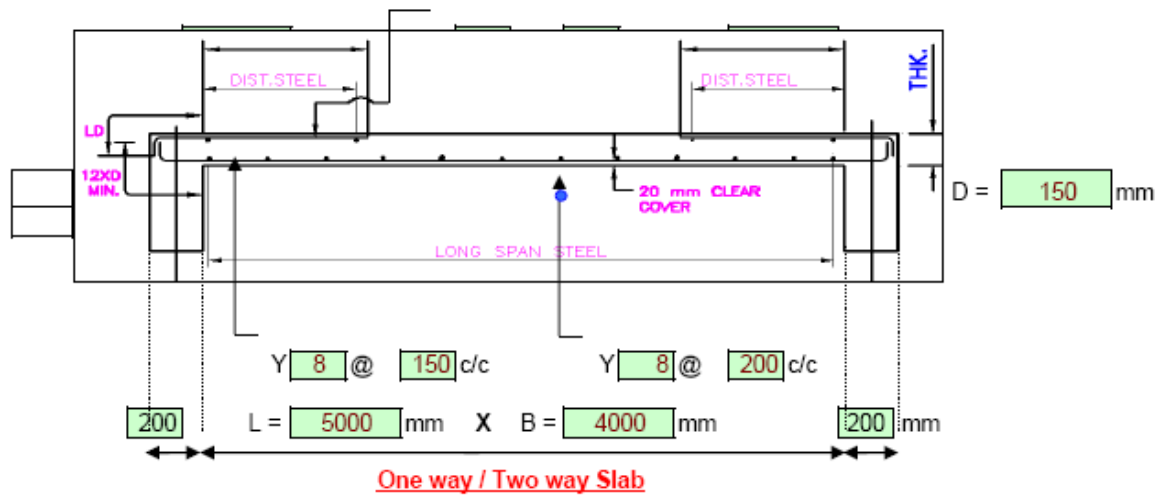 DIST.STEEL DIST.STEEL THK.
LD
12XD
MIN.
20 mm CLEAR
COVER
D = 150 mm
LONG SPAN STEEL
Y 8 @ 150 c/c Y 8 @ 200 c/c
200 L = 5000 mm X B = 4000 mm 200 mm
One way / Two way Slab